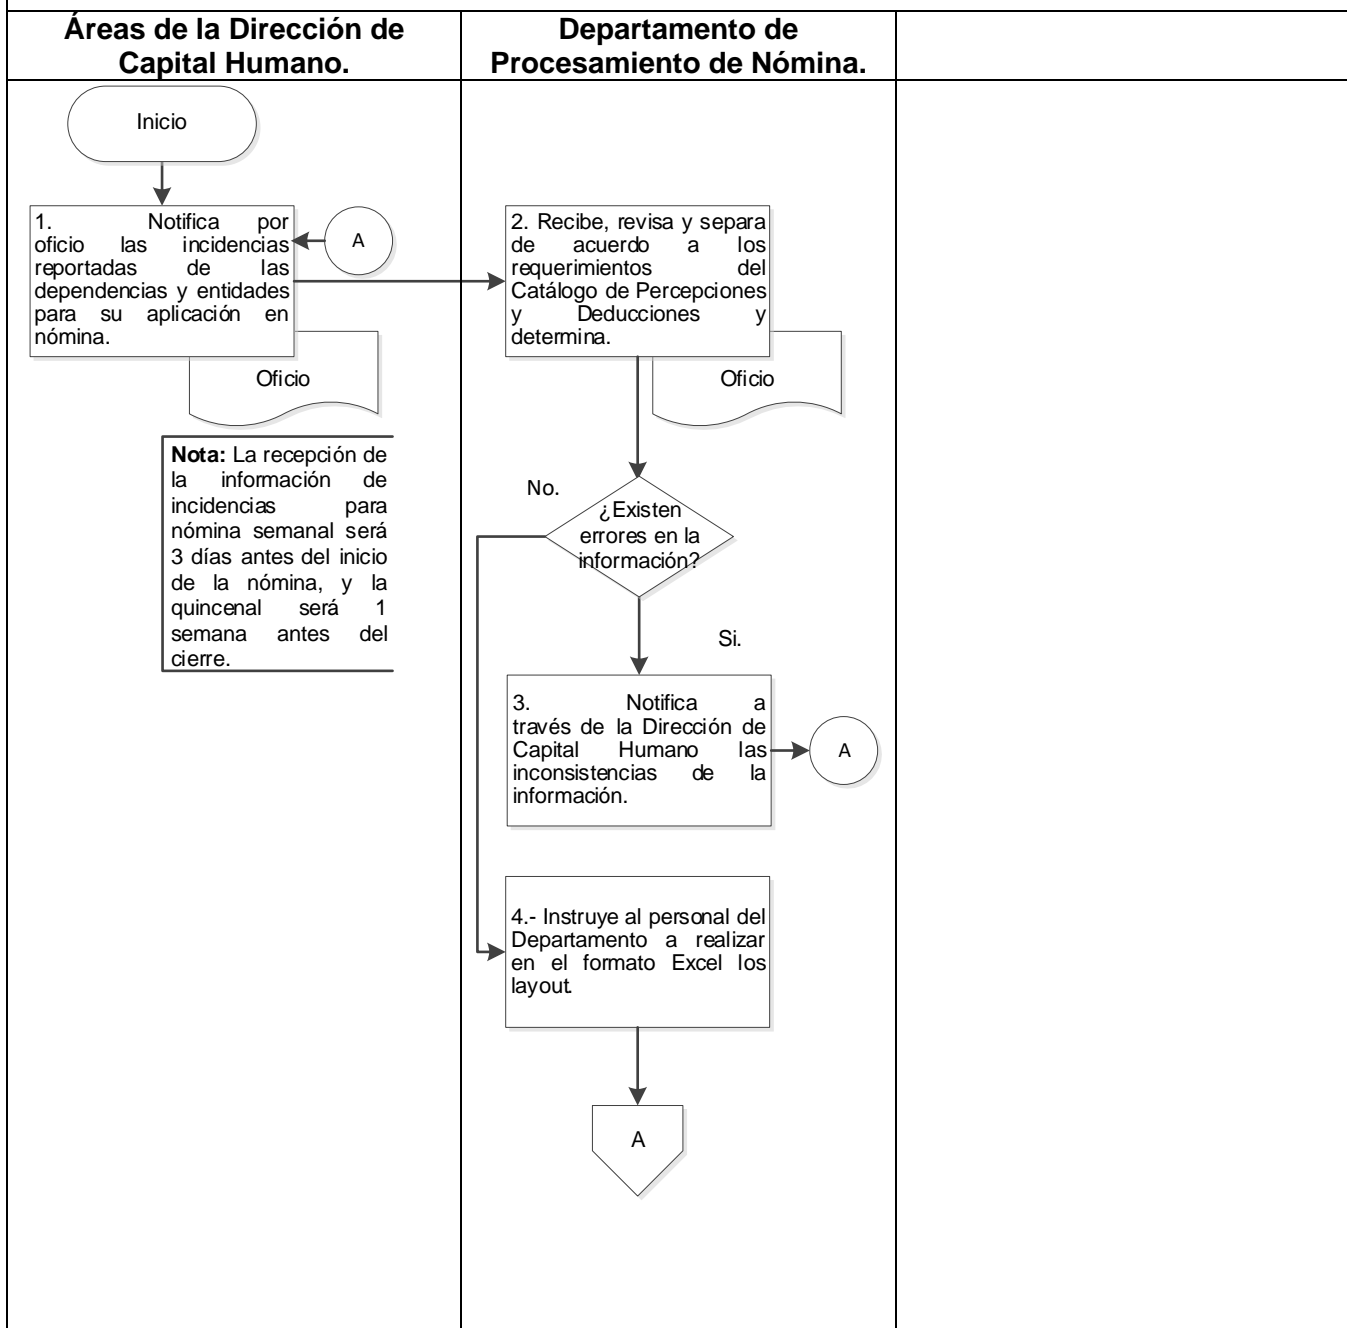 Áreas de la Dirección de
Capital Humano.
Departamento de
Procesamiento de Nómina.
Inicio
1. Notifica por
oficio las incidencias
reportadas de las
dependencias y entidades
para su aplicación en
nómina.
A
Oficio
Nota: La recepción de
la información de
incidencias para
nómina semanal será
3 días antes del inicio
de la nómina, y la
quincenal será 1
semana antes del
cierre.
2. Recibe, revisa y separa
de acuerdo a los
requerimientos del
Catálogo de Percepciones
y Deducciones y
determina.
Oficio
No.
¿Existen
errores en la
información?
Si.
3. Notifica a
través de la Dirección de
Capital Humano las
inconsistencias de la
información.
A
4.- Instruye al personal del
Departamento a realizar
en el formato Excel los
layout.
A